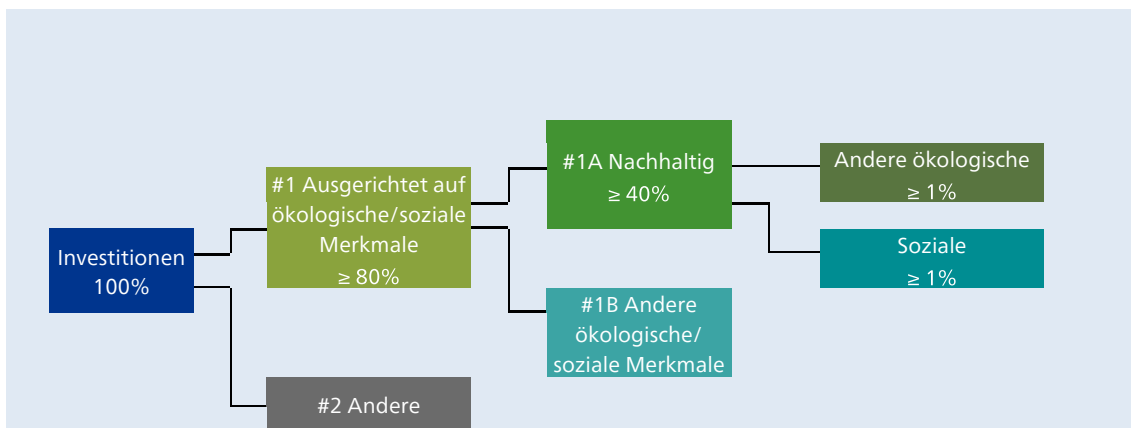 Investitionen
100%
#1 Ausgerichtet auf
ökologische/soziale
Merkmale
≥ 80%
#2 Andere
#1A Nachhaltig
≥ 40%
#1B Andere
ökologische/
soziale Merkmale
Andere ökologische
≥ 1%
Soziale
≥ 1%